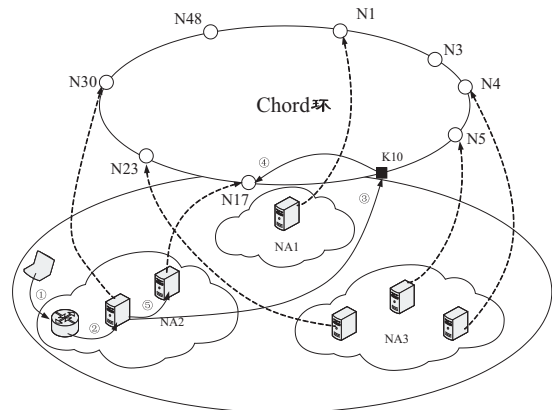 N48
N1
N3
N30
N4
Chord环
N5
N23
K10
④
N17
③
NA1
①
⑤
②
NA2
NA3